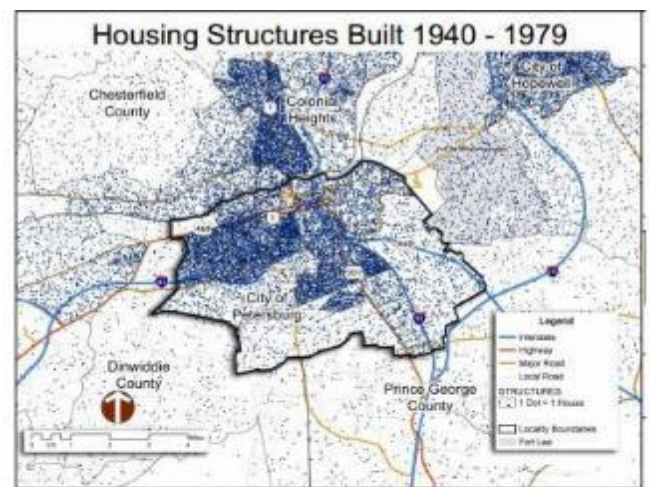 Housing Structures Built 1940 - 1979
City of
Hopewell
Chesterfield
County
Colonial
Heights
City of
Petersburg
Dinwiddie
County
Prince George
County
Legend
Interstate
Highway
Major Road
Local Road
STRUCTURES
1 Dot = 1 House
Locality Boundaries
Fort Lee